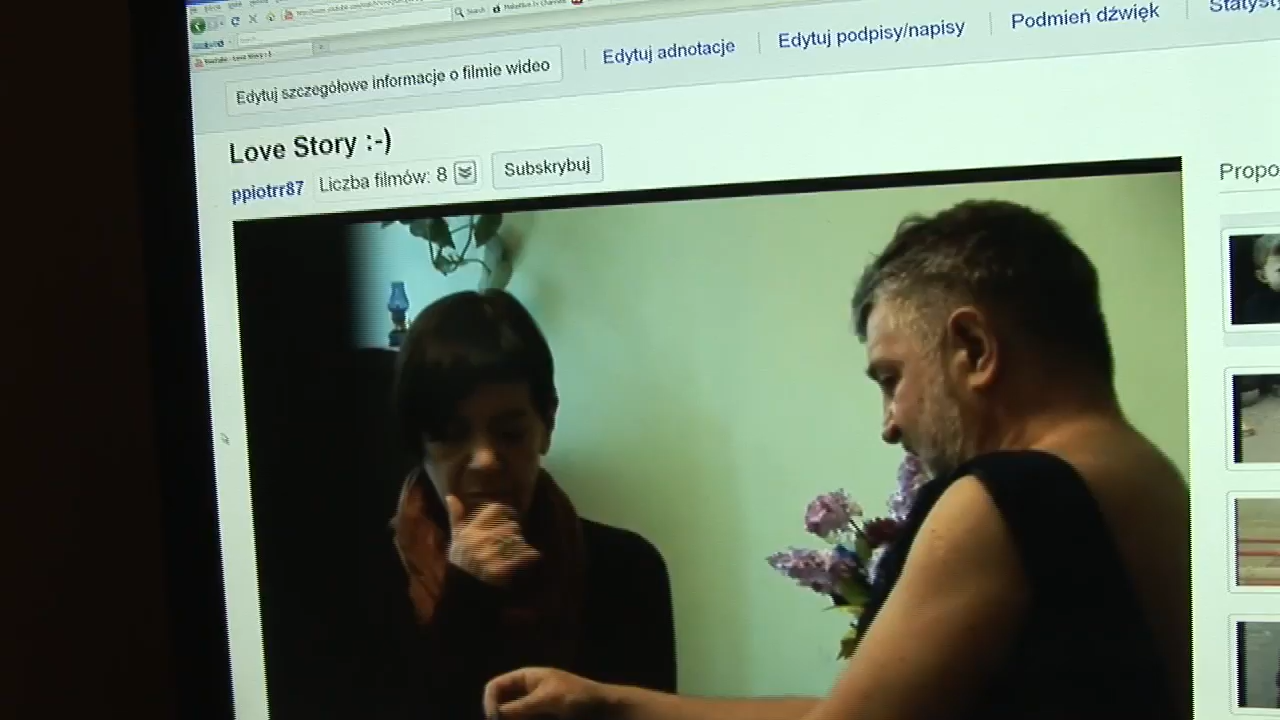 Edytuj szczegółowe informacje o filmie wideo
Edytuj adnotacje
Edytuj podpisy/napisy
Podmień dźwięk
Love Story :-)
ppiotrr87
Liczba filmów: 8
Subskrybuj
Propo